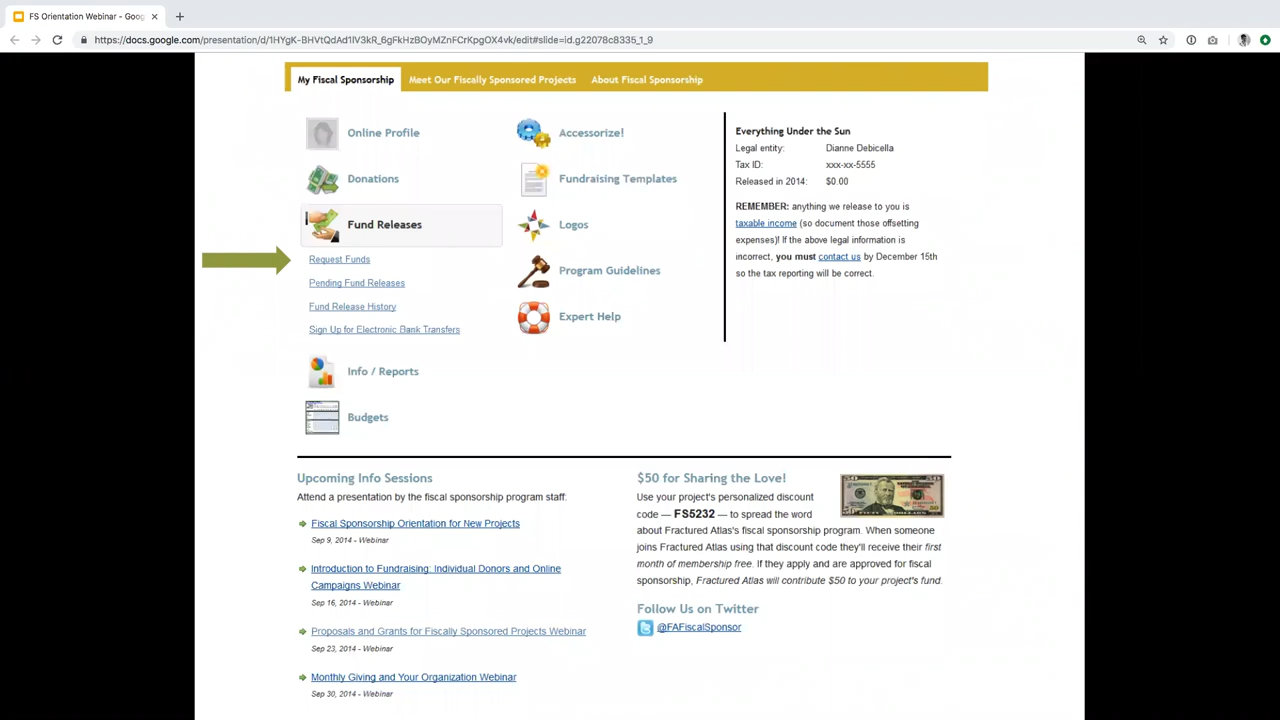 FS Orientation Webinar - Goog
https://docs.google.com/presentation/d/1HYgK-BHVtQdAd1IV3kR_6gFkHzBOyMZnFCrKpgOX4vk/edit#slide=id.g22078c8335_1_9
My Fiscal Sponsorship
Meet Our Fiscally Sponsored Projects
About Fiscal Sponsorship
Online Profile
Donations
Fund Releases
Request Funds
Pending Fund Releases
Fund Release History
Sign Up for Electronic Bank Transfers
Info / Reports
Budgets
Accessorize!
Fundraising Templates
Logos
Program Guidelines
Expert Help
Everything Under the Sun
Legal entity: Dianne Debicella
Tax ID: xxx-xx-5555
Released in 2014: $0.00
REMEMBER: anything we release to you is
taxable income (so document those offsetting
expenses)! If the above legal information is
incorrect, you must contact us by December 15th
so the tax reporting will be correct.
Upcoming Info Sessions
Attend a presentation by the fiscal sponsorship program staff:
Fiscal Sponsorship Orientation for New Projects
Sep 9, 2014 - Webinar
Introduction to Fundraising: Individual Donors and Online
Campaigns Webinar
Sep 16, 2014 - Webinar
Proposals and Grants for Fiscally Sponsored Projects Webinar
Sep 23, 2014 - Webinar
Monthly Giving and Your Organization Webinar
Sep 30, 2014 - Webinar
$50 for Sharing the Love!
Use your project's personalized discount
code — FS5232 — to spread the word
about Fractured Atlas's fiscal sponsorship program. When someone
joins Fractured Atlas using that discount code they'll receive their first
month of membership free. If they apply and are approved for fiscal
sponsorship, Fractured Atlas will contribute $50 to your project's fund.
Follow Us on Twitter
@FAFiscalSponsor